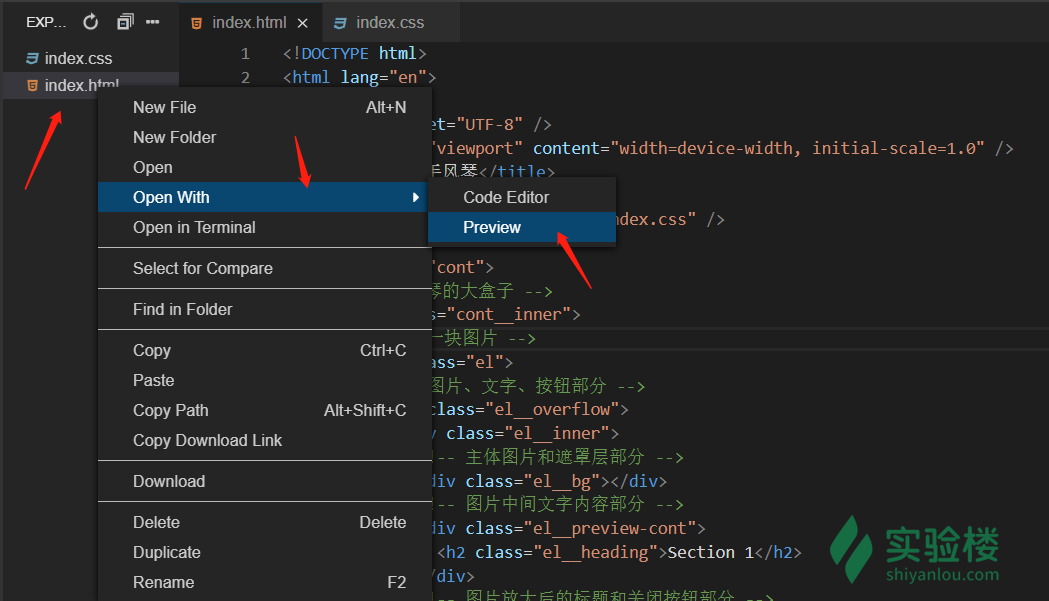 EXP...
index.html
index.css
index.css
index.html
1 <!DOCTYPE html>
2 <html lang="en">
et="UTF-8" />
"viewport" content="width=device-width, initial-scale=1.0" />
手风琴</title>
ndex.css" />
"cont">
琴的大盒子 -->
s="cont__inner">
一块图片 -->
ass="el">
图片、文字、按钮部分 -->
class="el__overflow">
class="el__inner">
-- 主体图片和遮罩层部分 -->
div class="el__bg"></div>
-- 图片中间文字内容部分 -->
div class="el__preview-cont">
<h2 class="el__heading">Section 1</h2>
/div>
-- 图片放大后的标题和关闭按钮部分 -->
New File Alt+N
New Folder
Open
Open With
Open in Terminal
Select for Compare
Find in Folder
Copy Ctrl+C
Paste
Copy Path Alt+Shift+C
Copy Download Link
Download
Delete Delete
Duplicate
Rename F2
Code Editor
Preview
实验楼
shiyanlou.com